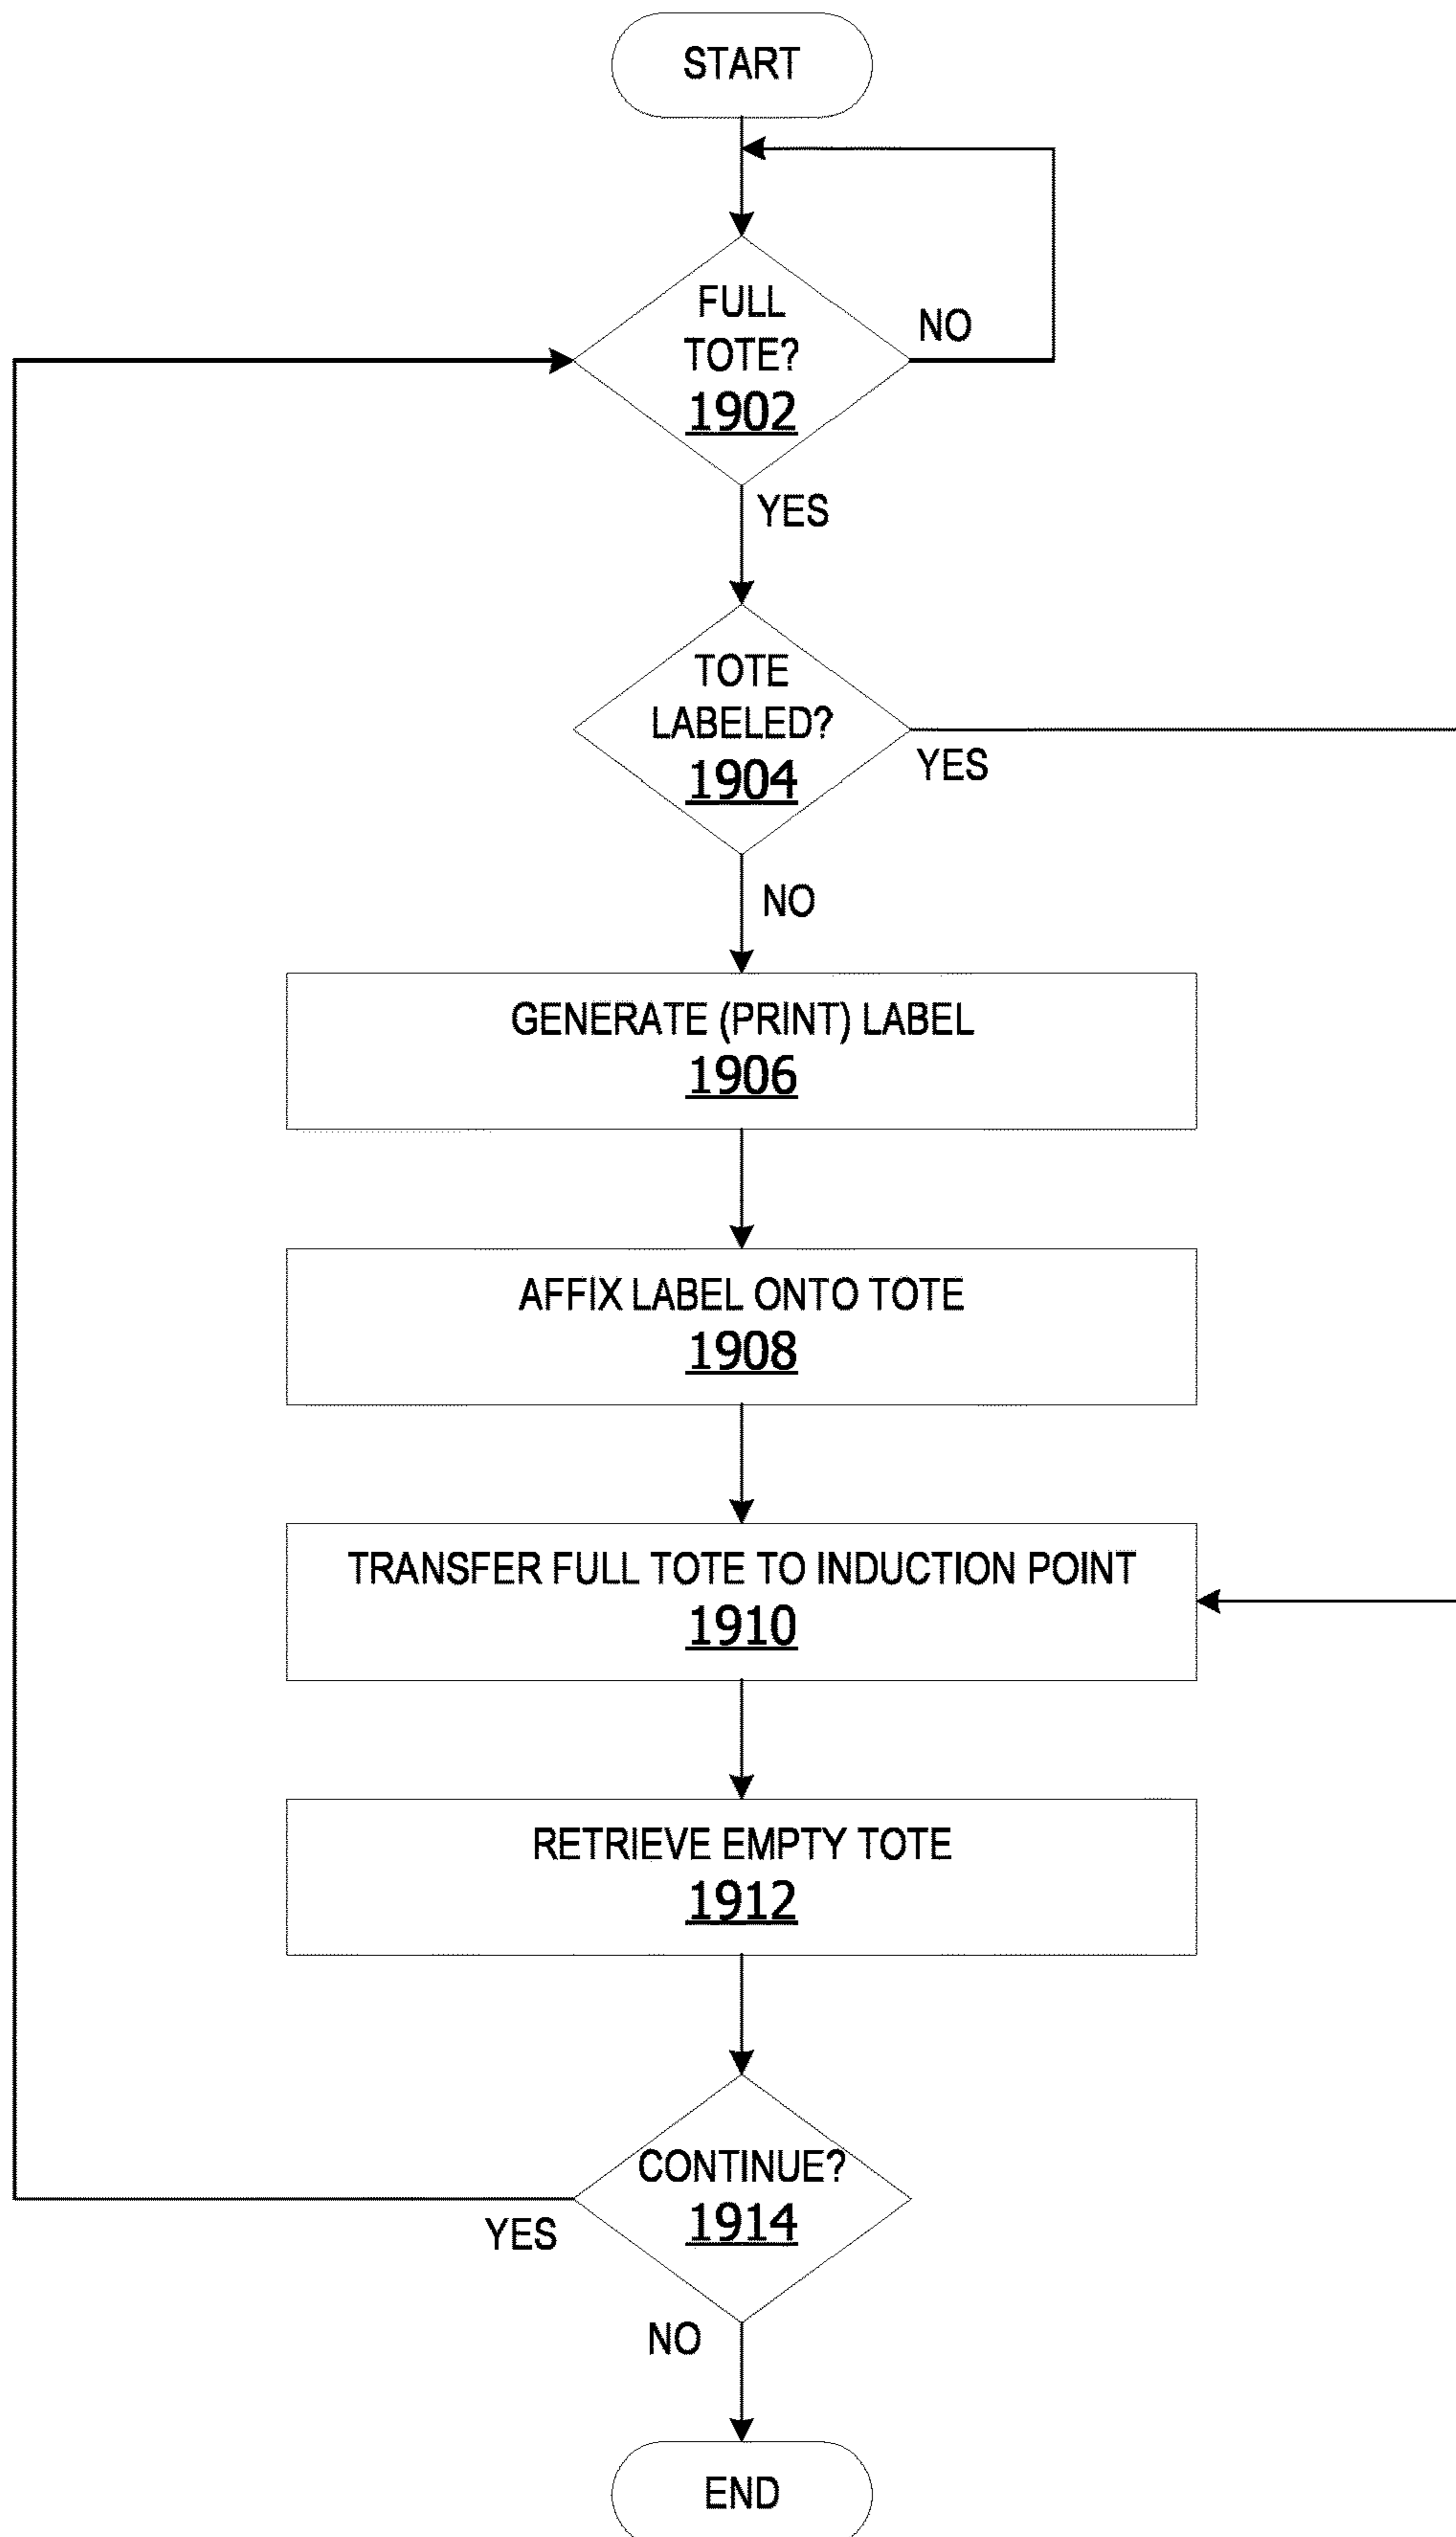 START
FULL
TOTE?
1902
NO
YES
TOTE
LABELED?
1904
YES
NO
GENERATE (PRINT) LABEL
1906
AFFIX LABEL ONTO TOTE
1908
TRANSFER FULL TOTE TO INDUCTION POINT
1910
RETRIEVE EMPTY TOTE
1912
CONTINUE?
1914
YES
NO
END